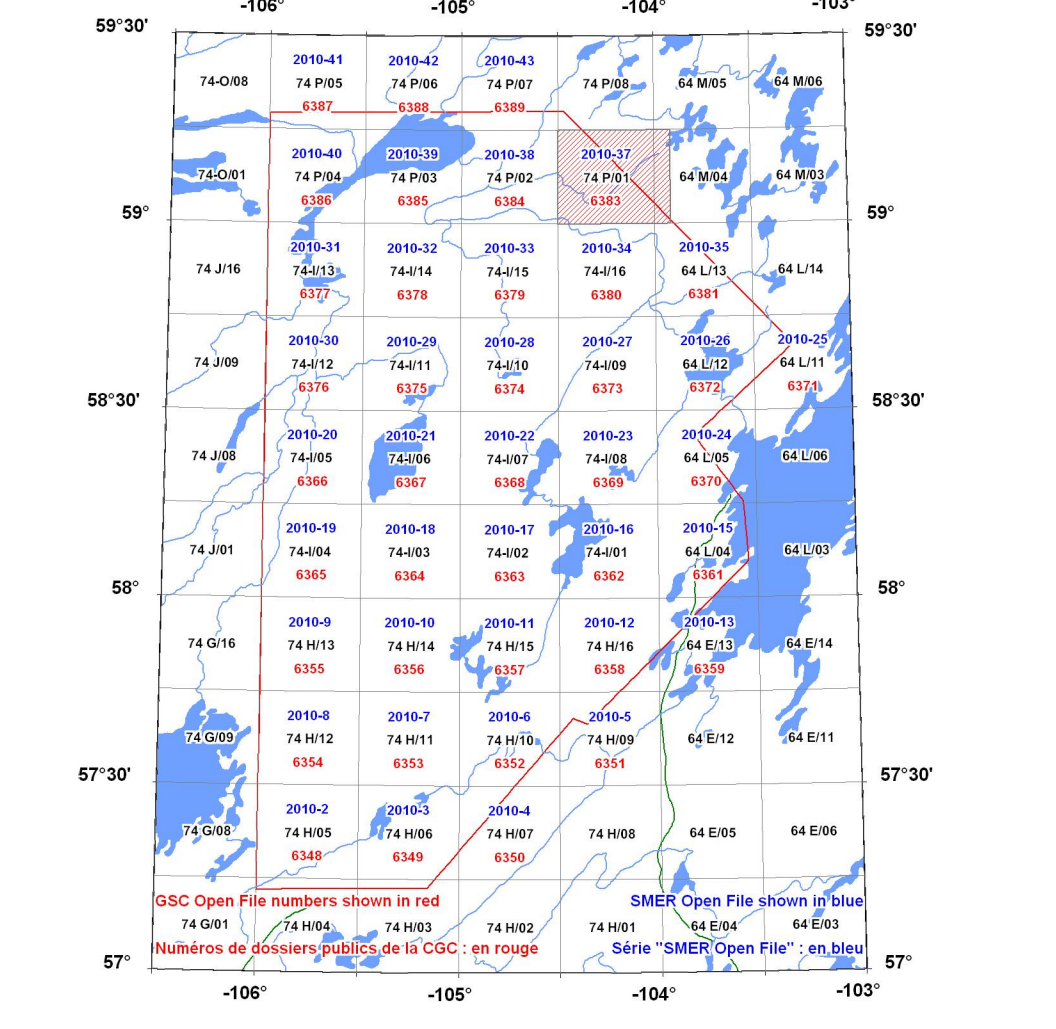 -106° -105° -104° -103°
59°30' 59°30'
2010-41 2010-42 2010-43
74-O/08 74 P/05 74 P/06 74 P/07 74 P/08 64 M/05 64 M/06
6387 6388 6389
2010-40 2010-39 2010-38 2010-37
74-O/01 74 P/04 74 P/03 74 P/02 74 P/01 64 M/04 64 M/03
6386 6385 6384 6383
59° 59°
2010-31 2010-32 2010-33 2010-34 2010-35
74 J/16 74-I/13 74-I/14 74-I/15 74-I/16 64 L/13 64 L/14
6377 6378 6379 6380 6381
2010-30 2010-29 2010-28 2010-27 2010-26 2010-25
74 J/09 74-I/12 74-I/11 74-I/10 74-I/09 64 L/12 64 L/11
6376 6375 6374 6373 6372 6371
58°30' 58°30'
2010-20 2010-21 2010-22 2010-23 2010-24
74 J/08 74-I/05 74-I/06 74-I/07 74-I/08 64 L/05 64 L/06
6366 6367 6368 6369 6370
2010-19 2010-18 2010-17 2010-16 2010-15
74 J/01 74-I/04 74-I/03 74-I/02 74-I/01 64 L/04 64 L/03
6365 6364 6363 6362 6361
58° 58°
2010-9 2010-10 2010-11 2010-12 2010-13
74 G/16 74 H/13 74 H/14 74 H/15 74 H/16 64 E/13 64 E/14
6355 6356 6357 6358 6359
2010-8 2010-7 2010-6 2010-5
74 G/09 74 H/12 74 H/11 74 H/10 74 H/09 64 E/12 64 E/11
6354 6353 6352 6351
57°30' 57°30'
2010-2 2010-3 2010-4
74 G/08 74 H/05 74 H/06 74 H/07 74 H/08 64 E/05 64 E/06
6348 6349 6350
GSC Open File numbers shown in red SMER Open File shown in blue
74 G/01 74 H/04 74 H/03 74 H/02 74 H/01 64 E/04 64 E/03
Numéros de dossiers publics de la CGC : en rouge Série "SMER Open File" : en bleu
57° 57°
-106° -105° -104° -103°